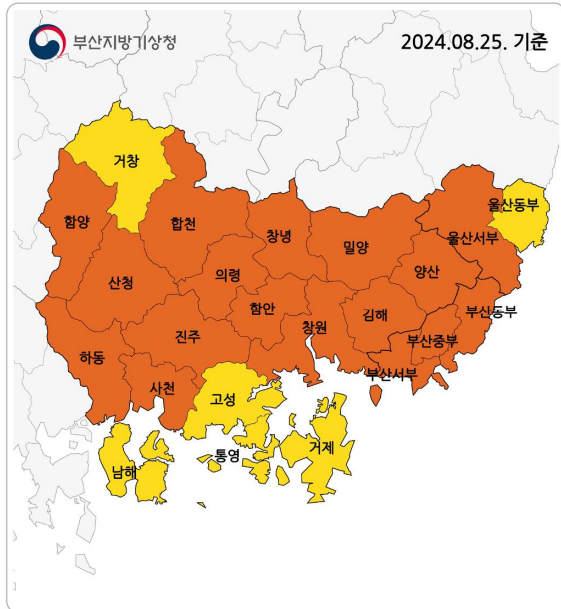 부산지방기상청
2024.08.25. 기준
거창
울산동부
함양
합천
창녕
울산서부
밀양
양산
산청
의령
함안
김해
부산동부
창원
진주
부산중부
하동
부산서부
사천
고성
거제
통영
남해